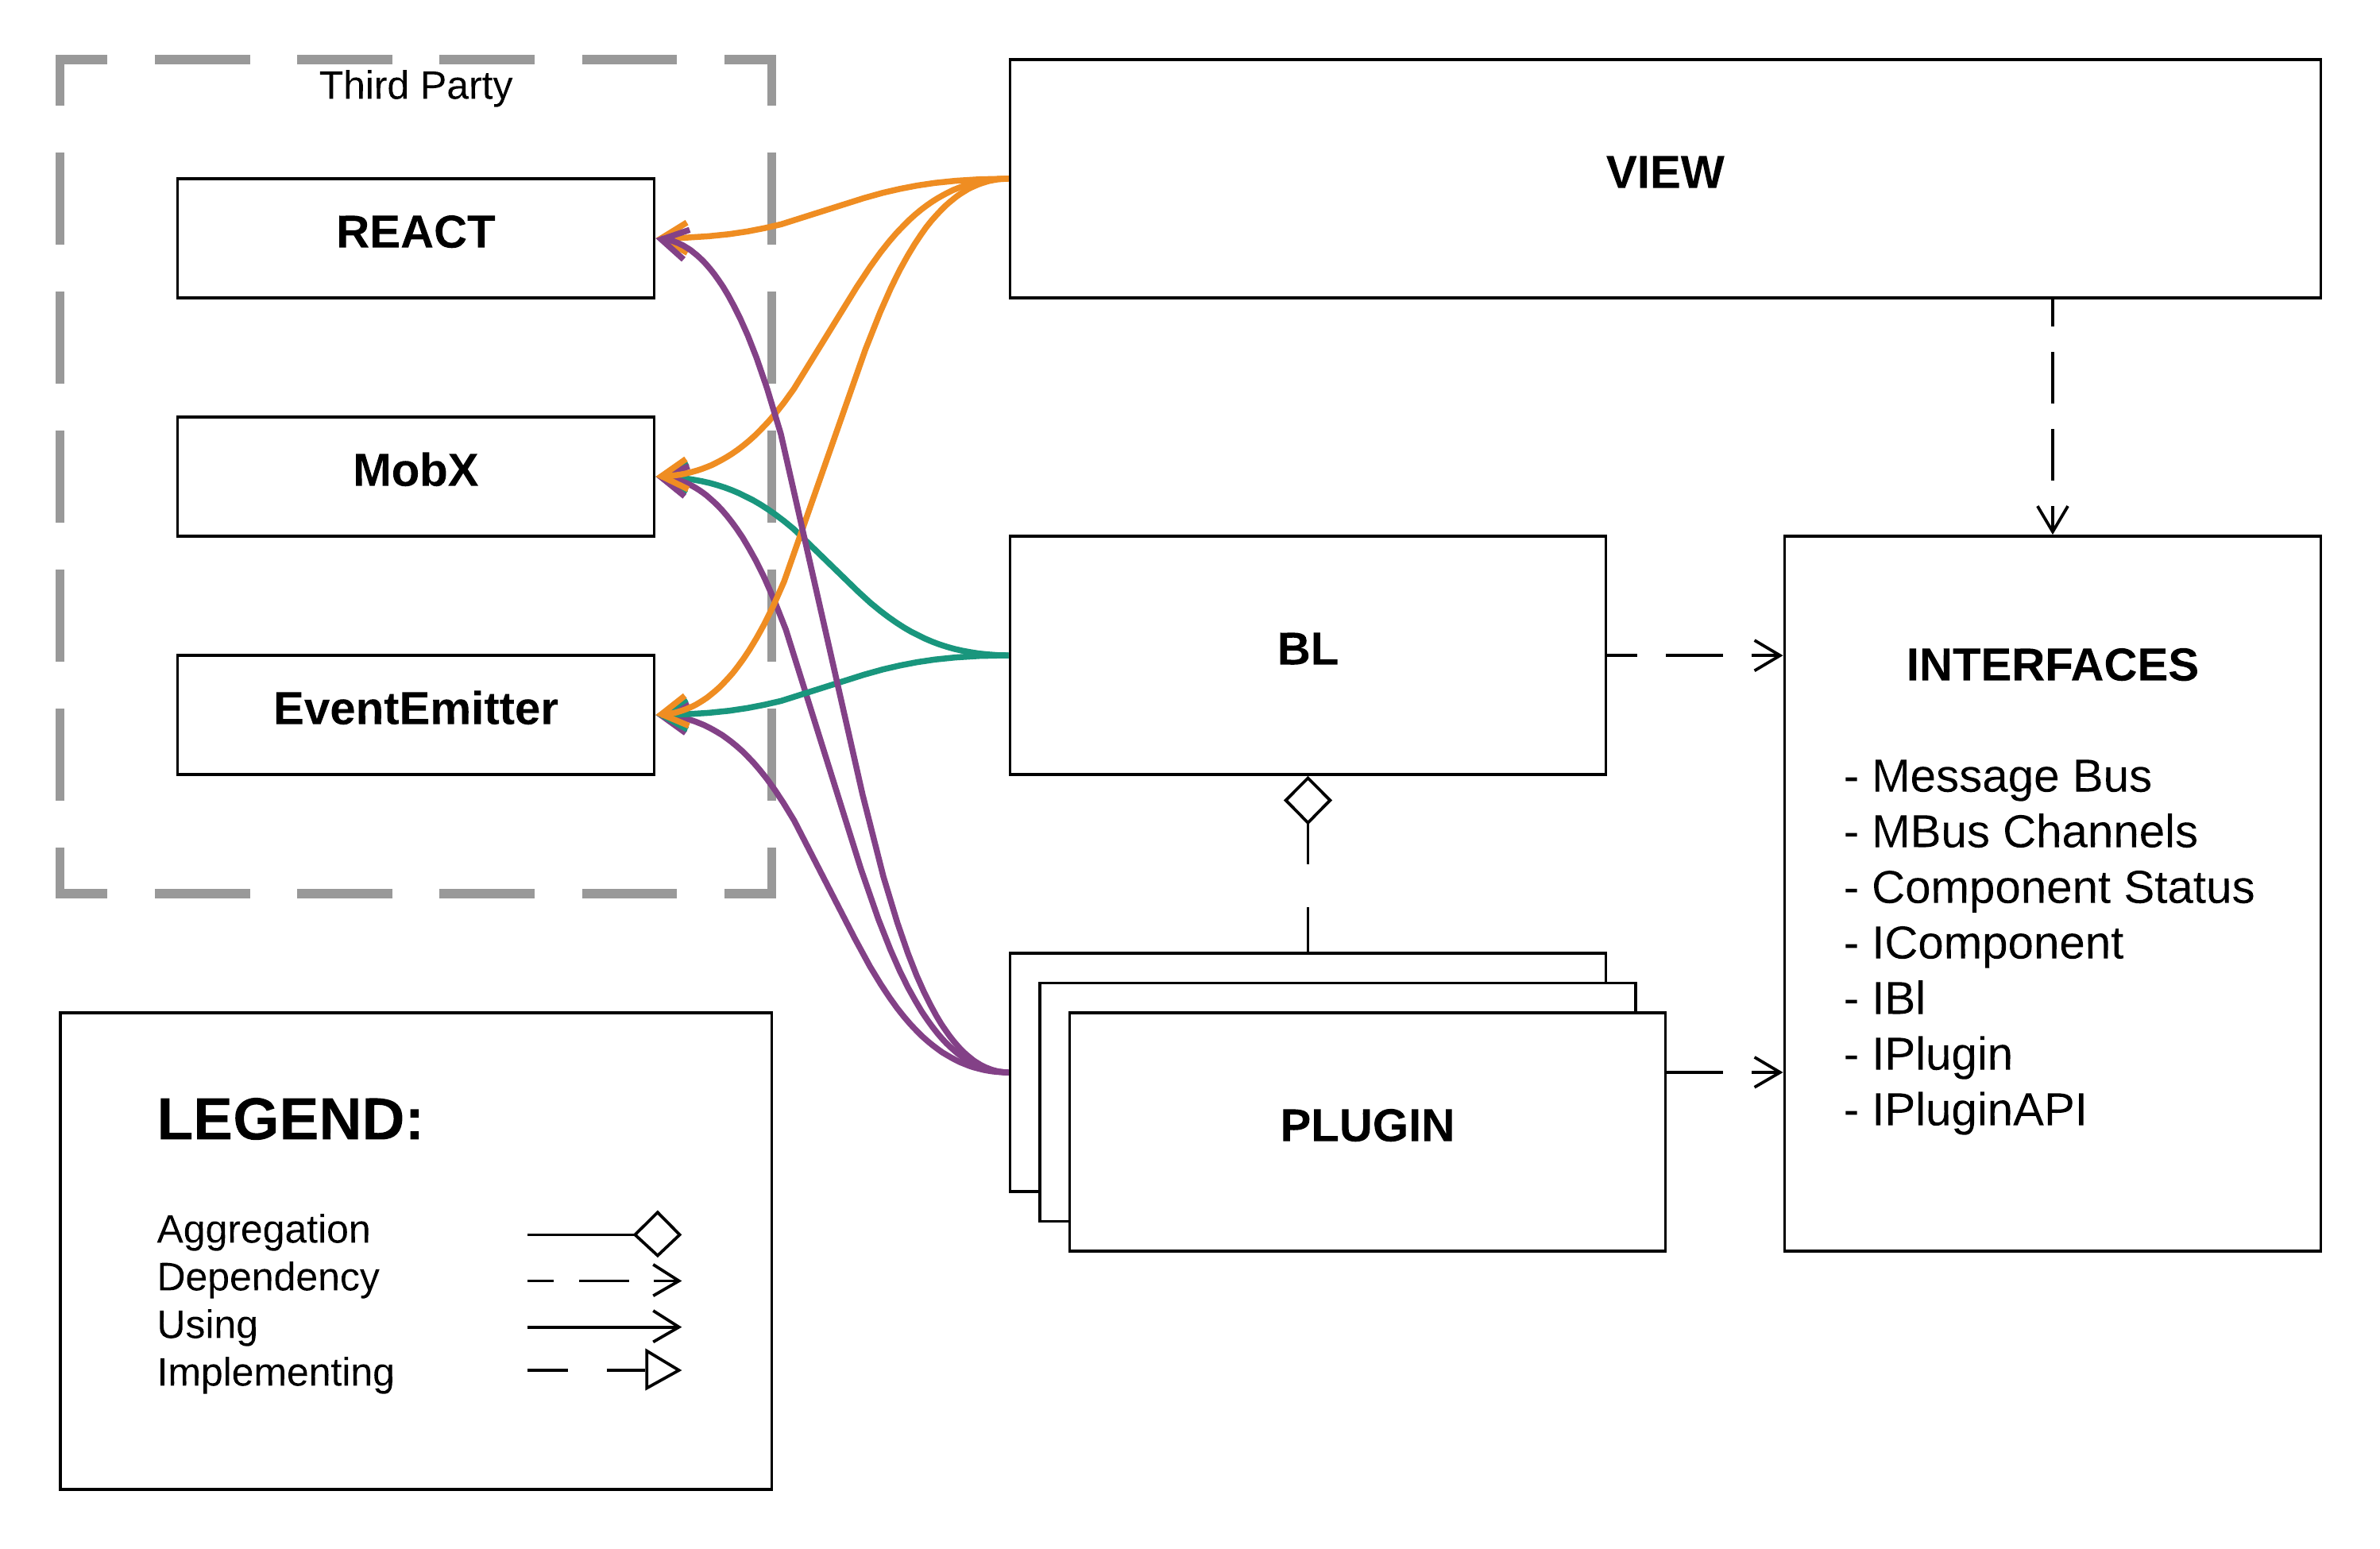 Third Party
REACT
MobX
EventEmitter
VIEW
BL
PLUGIN
INTERFACES
- Message Bus
- MBus Channels
- Component Status
- IComponent
- IBl
- IPlugin
- IPluginAPI
LEGEND:
Aggregation
Dependency
Using
Implementing